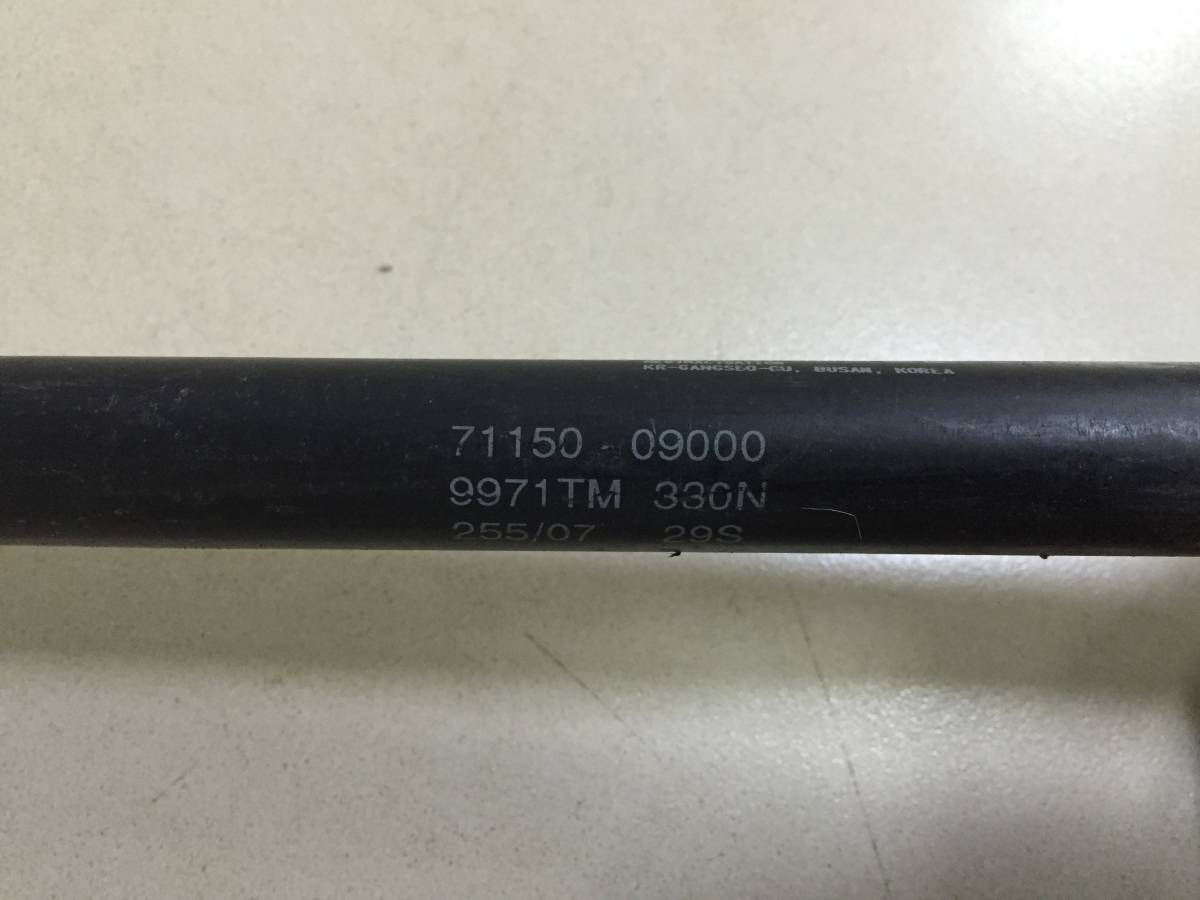 KR-GANGSEO-GU, BUSAN, KOREA
71150 - 09000
9971TM 330N
255/07 29S